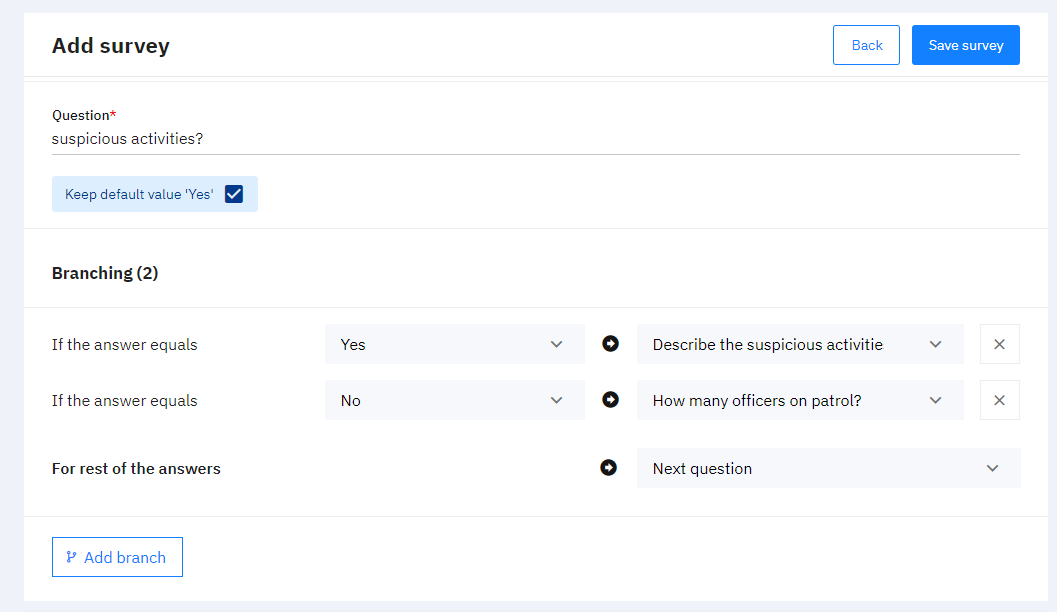 Add survey
Back
Save survey
Question*
suspicious activities?
Keep default value 'Yes'
Branching (2)
If the answer equals
Yes
Describe the suspicious activitie
If the answer equals
No
How many officers on patrol?
For rest of the answers
Next question
Add branch